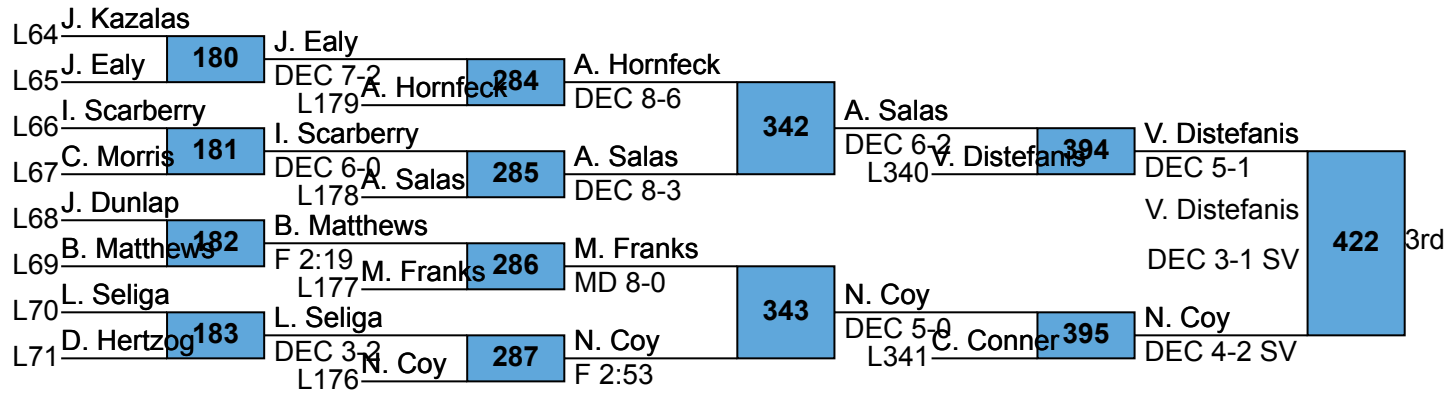 L64 J. Kazalas
L65 J. Ealy
180
J. Ealy
DEC 7-2
L66 I. Scarberry
L67 C. Morris
181
I. Scarberry
DEC 6-0
L68 J. Dunlap
L69 B. Matthews
182
B. Matthews
F 2:19
L70 L. Seliga
L71 D. Hertzog
183
L. Seliga
DEC 3-2
L179 A. Hornfeck
284
A. Hornfeck
DEC 8-6
L178 A. Salas
285
A. Salas
DEC 8-3
L177 M. Franks
286
M. Franks
MD 8-0
L176 N. Coy
287
N. Coy
F 2:53
342
A. Salas
DEC 6-2
343
N. Coy
DEC 5-0
L340 V. Distefanis
394
V. Distefanis
DEC 5-1
L341 C. Conner
395
N. Coy
DEC 4-2 SV
V. Distefanis
DEC 3-1 SV
422
3rd